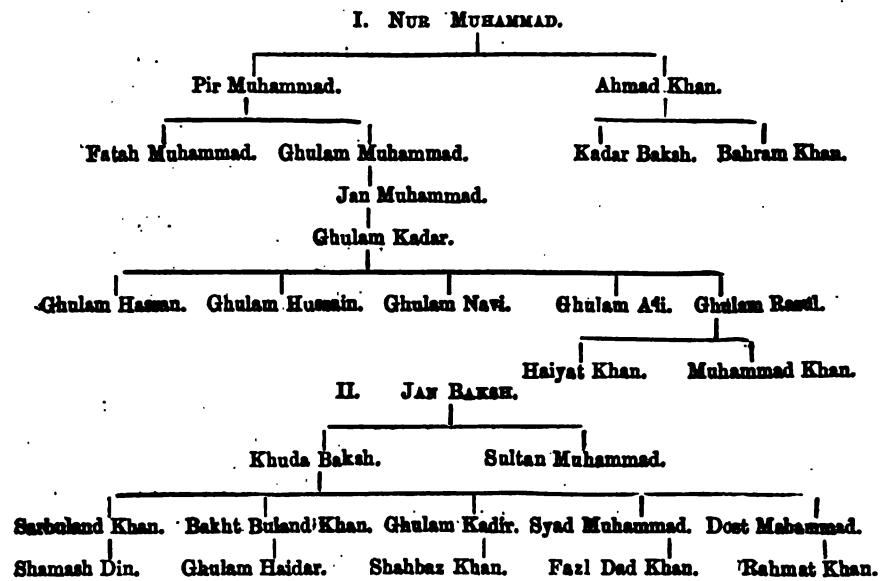 I. NUR MUHAMMAD.
Pir Muhammad. Ahmad Khan.
Fatah Muhammad. Ghulam Muhammad. Kadar Baksh. Bahram Khan.
Jan Muhammad.
Ghulam Kadar.
Ghulam Hassan. Ghulam Hussain. Ghulam Navi. Ghulam Ali. Ghulam Rasul.
Haiyat Khan. Muhammad Khan.
II. JAN BAKSH.
Khuda Baksh. Sultan Muhammad.
Sarbuland Khan. Bakht Buland Khan. Ghulam Kadir. Syad Muhammad. Dost Mahammad.
Shamash Din. Ghulam Haidar. Shahbaz Khan. Fazl Dad Khan. Rahmat Khan.